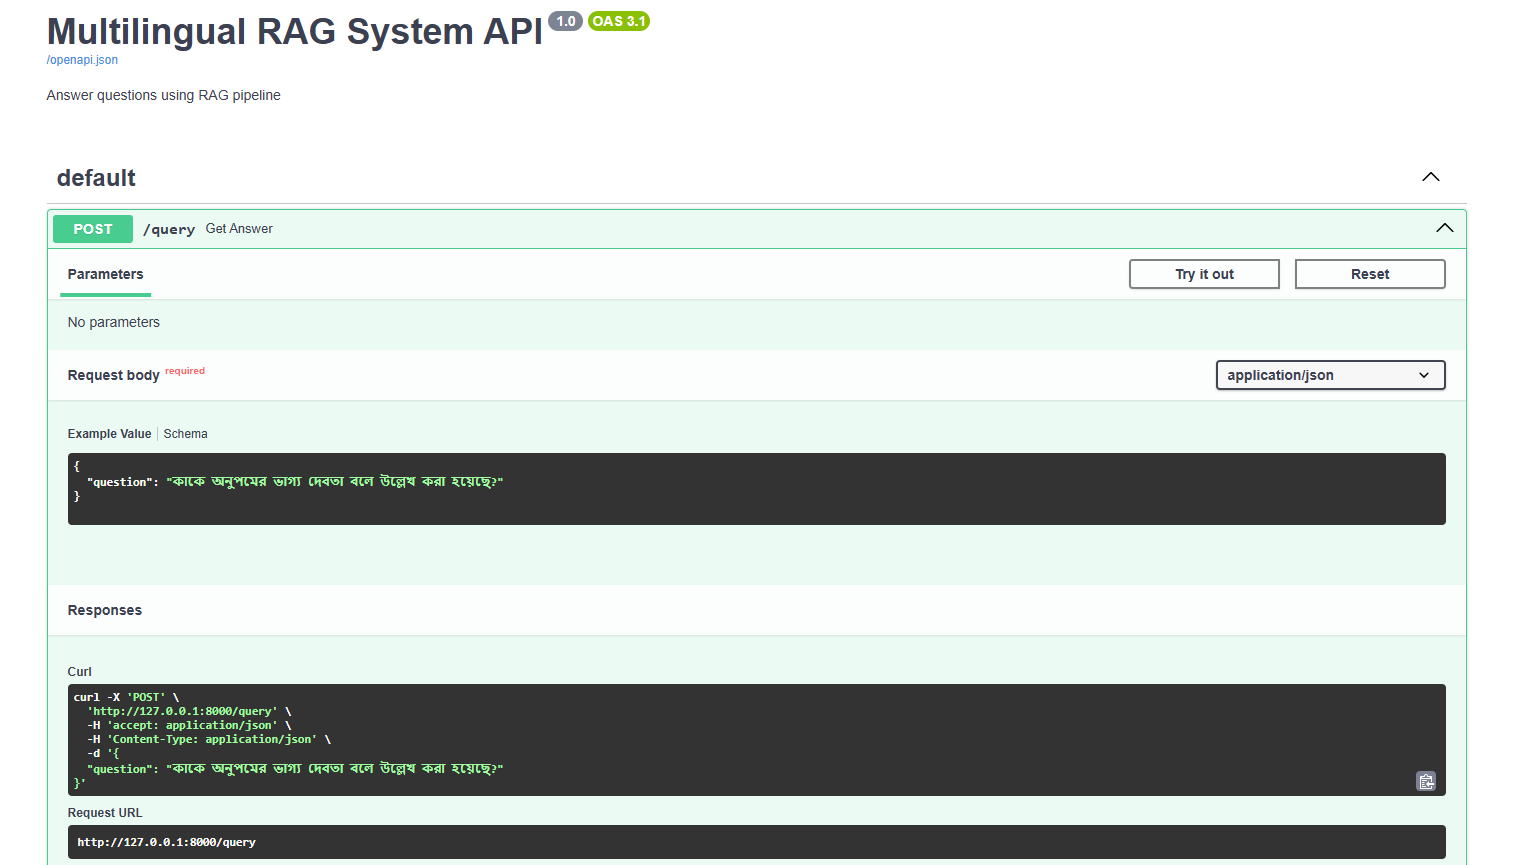 Multilingual RAG System API 1.0 OAS 3.1
/openapi.json
Answer questions using RAG pipeline
default
POST /query Get Answer
Parameters Try it out Reset
No parameters
Request body required application/json
Example Value Schema
{
"question": "কাকে অনুপমের ভাগ্য দেবতা বলে উল্লেখ করা হয়েছে?"
}
Responses
Curl
curl -X 'POST' \
'http://127.0.0.1:8000/query' \
-H 'accept: application/json' \
-H 'Content-Type: application/json' \
-d '{
"question": "কাকে অনুপমের ভাগ্য দেবতা বলে উল্লেখ করা হয়েছে?"
}'
Request URL
http://127.0.0.1:8000/query